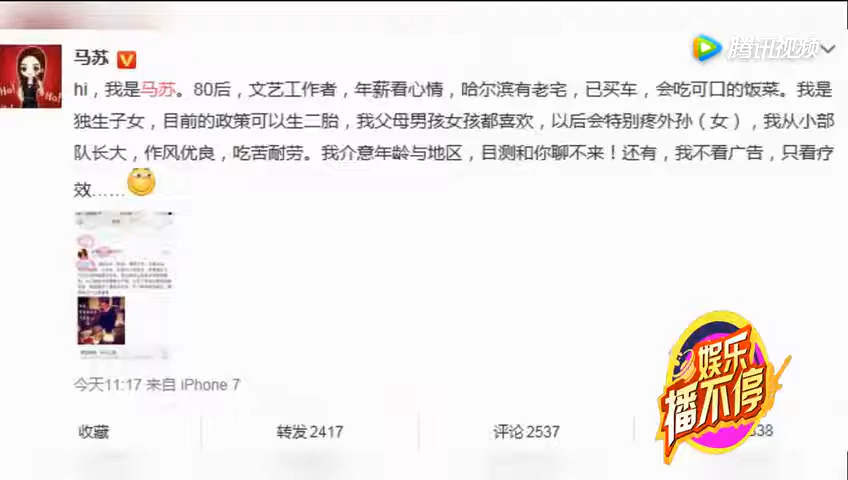 腾讯视频
马苏
hi，我是马苏。80后，文艺工作者，年薪看心情，哈尔滨有老宅，已买车，会吃可口的饭菜。我是
独生子女，目前的政策可以生二胎，我父母男孩女孩都喜欢，以后会特别疼外孙（女），我从小部
队长大，作风优良，吃苦耐劳。我介意年龄与地区，目测和你聊不来！还有，我不看广告，只看疗
效......
今天11:17 来自 iPhone 7
收藏
转发2417
评论2537
娱乐
播不停